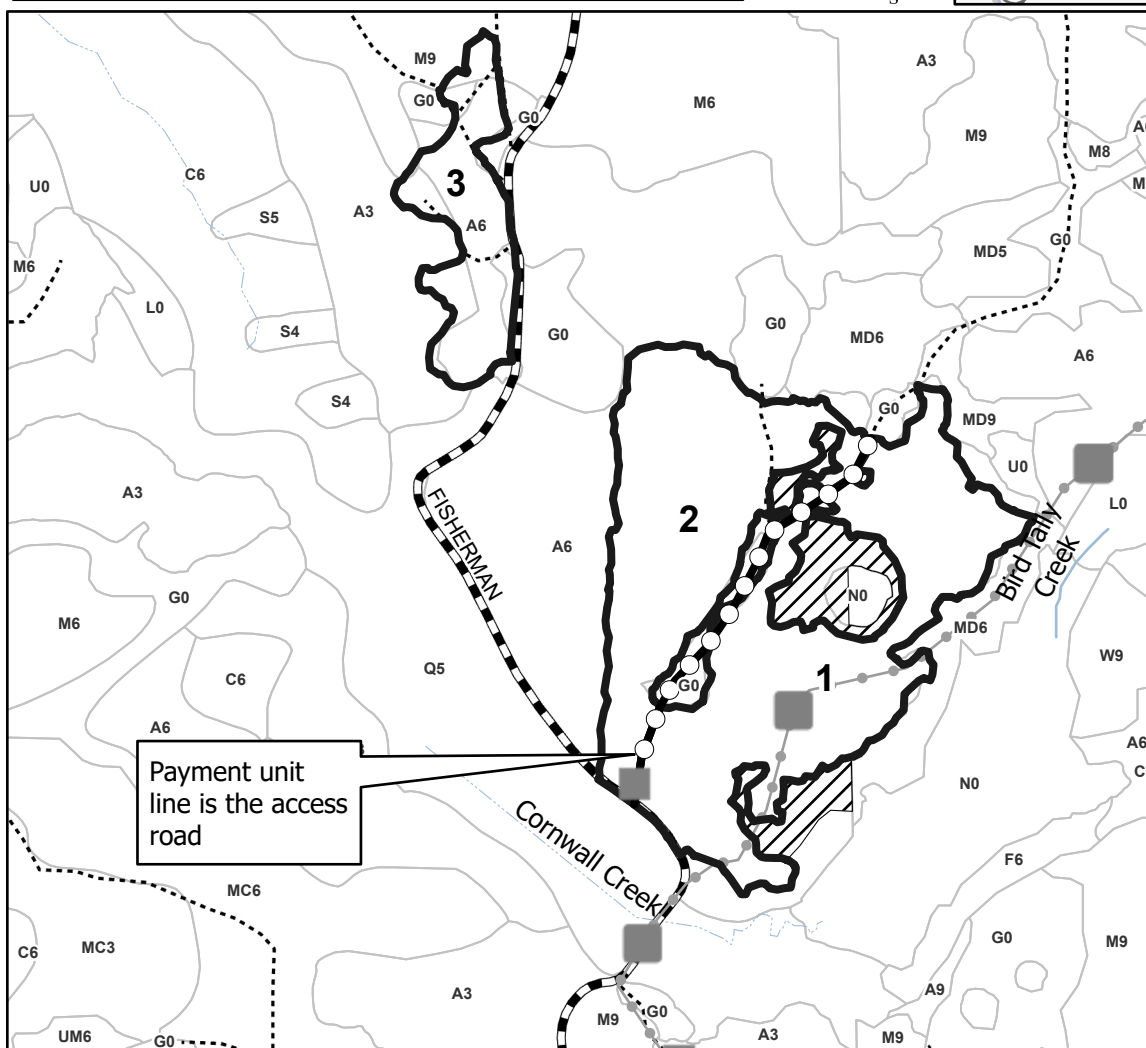 S
M9
A3
G0
G0
M6
M9
M8
A
M
U0
C6
S5
A3
3
A6
G0
MD5
M6
L0
S4
G0
G0
MD6
A6
S4
G0
MD9
U0
L0
A3
FISHERMAN
A6
2
Bird Tally
Creek
G0
N0
M6
Q5
MD6
W9
C6
G0
1
A6
A6
C
N0
Payment unit
line is the access
road
Cornwall Creek
F6
MC6
MC3
C6
G0
M9
A3
A9
M9
G0
A3
M9
UM6
G0